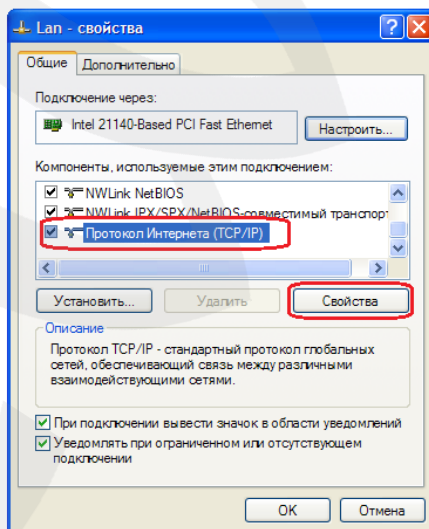 Lan - свойства
Общие Дополнительно
Подключение через:
Intel 21140-Based PCI Fast Ethernet Настроить...
Компоненты, используемые этим подключением:
NWLink NetBIOS
NWLink IPX/SPX/NetBIOS-совместимый транспорт
Протокол Интернета (TCP/IP)
Установить... Удалить Свойства
Описание
Протокол TCP/IP - стандартный протокол глобальных
сетей, обеспечивающий связь между различными
взаимодействующими сетями.
При подключении вывести значок в области уведомлений
Уведомлять при ограниченном или отсутствующем
подключении
OK Отмена